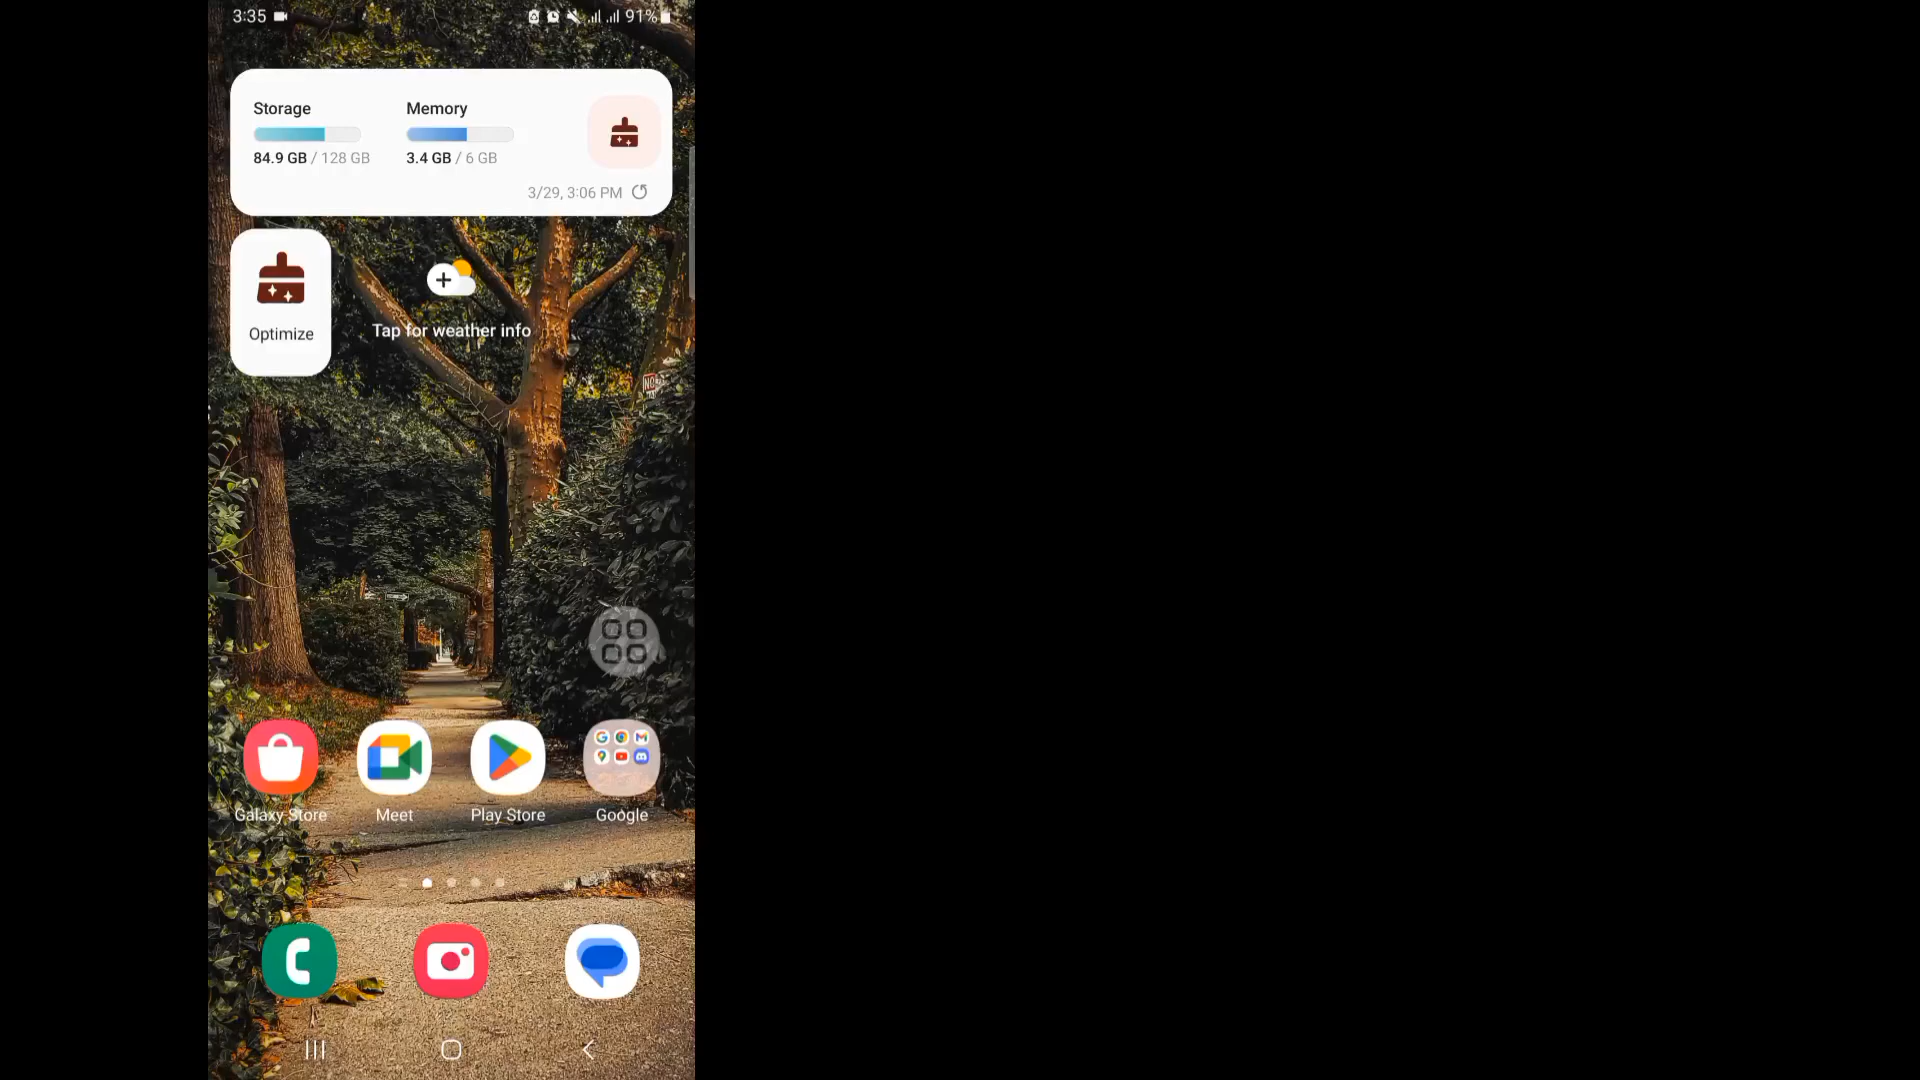 3:35
91%
Storage
Memory
84.9 GB / 128 GB
3.4 GB / 6 GB
3/29, 3:06 PM
Optimize
Tap for weather info
NO
Galaxy Store
Meet
Play Store
Google